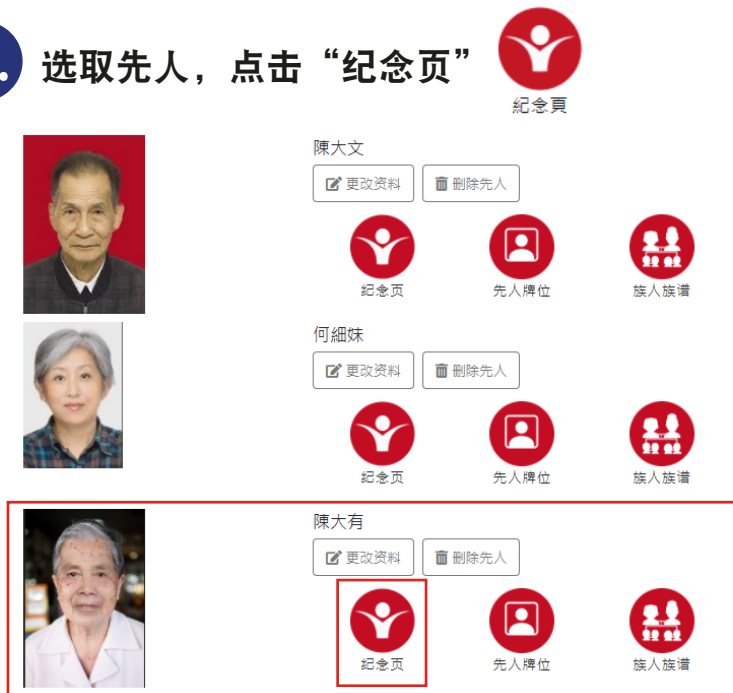 . 选取先人，点击“纪念页”
紀念頁
陳大文
更改资料 删除先人
纪念页 先人牌位 族人族谱
何細妹
更改资料 删除先人
纪念页 先人牌位 族人族谱
陳大有
更改资料 删除先人
纪念页 先人牌位 族人族谱